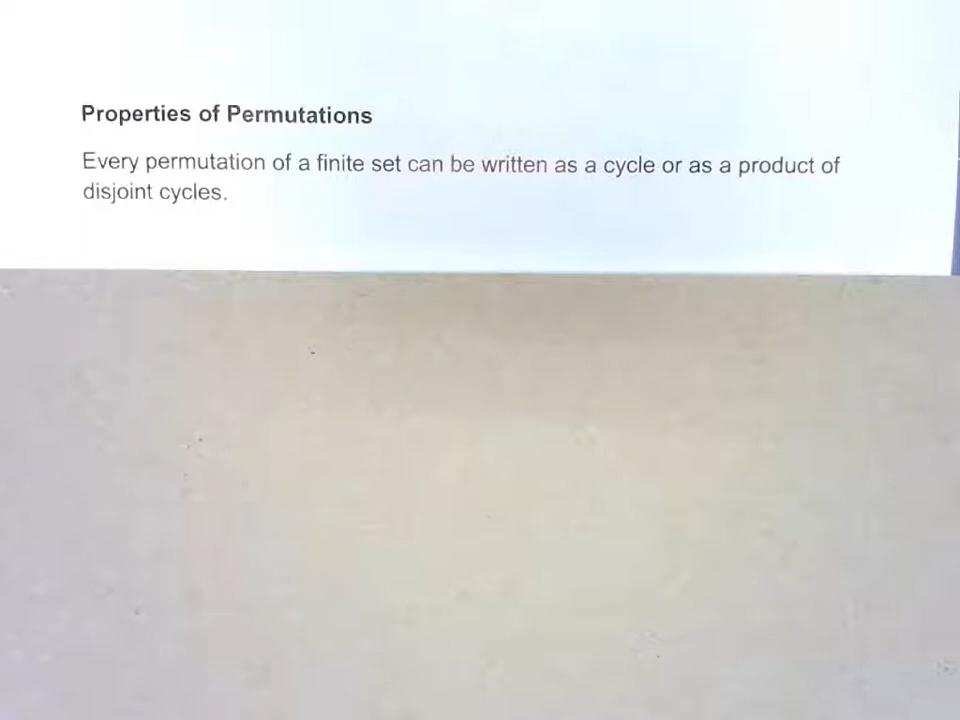 Properties of Permutations
Every permutation of a finite set can be written as a cycle or as a product of
disjoint cycles.